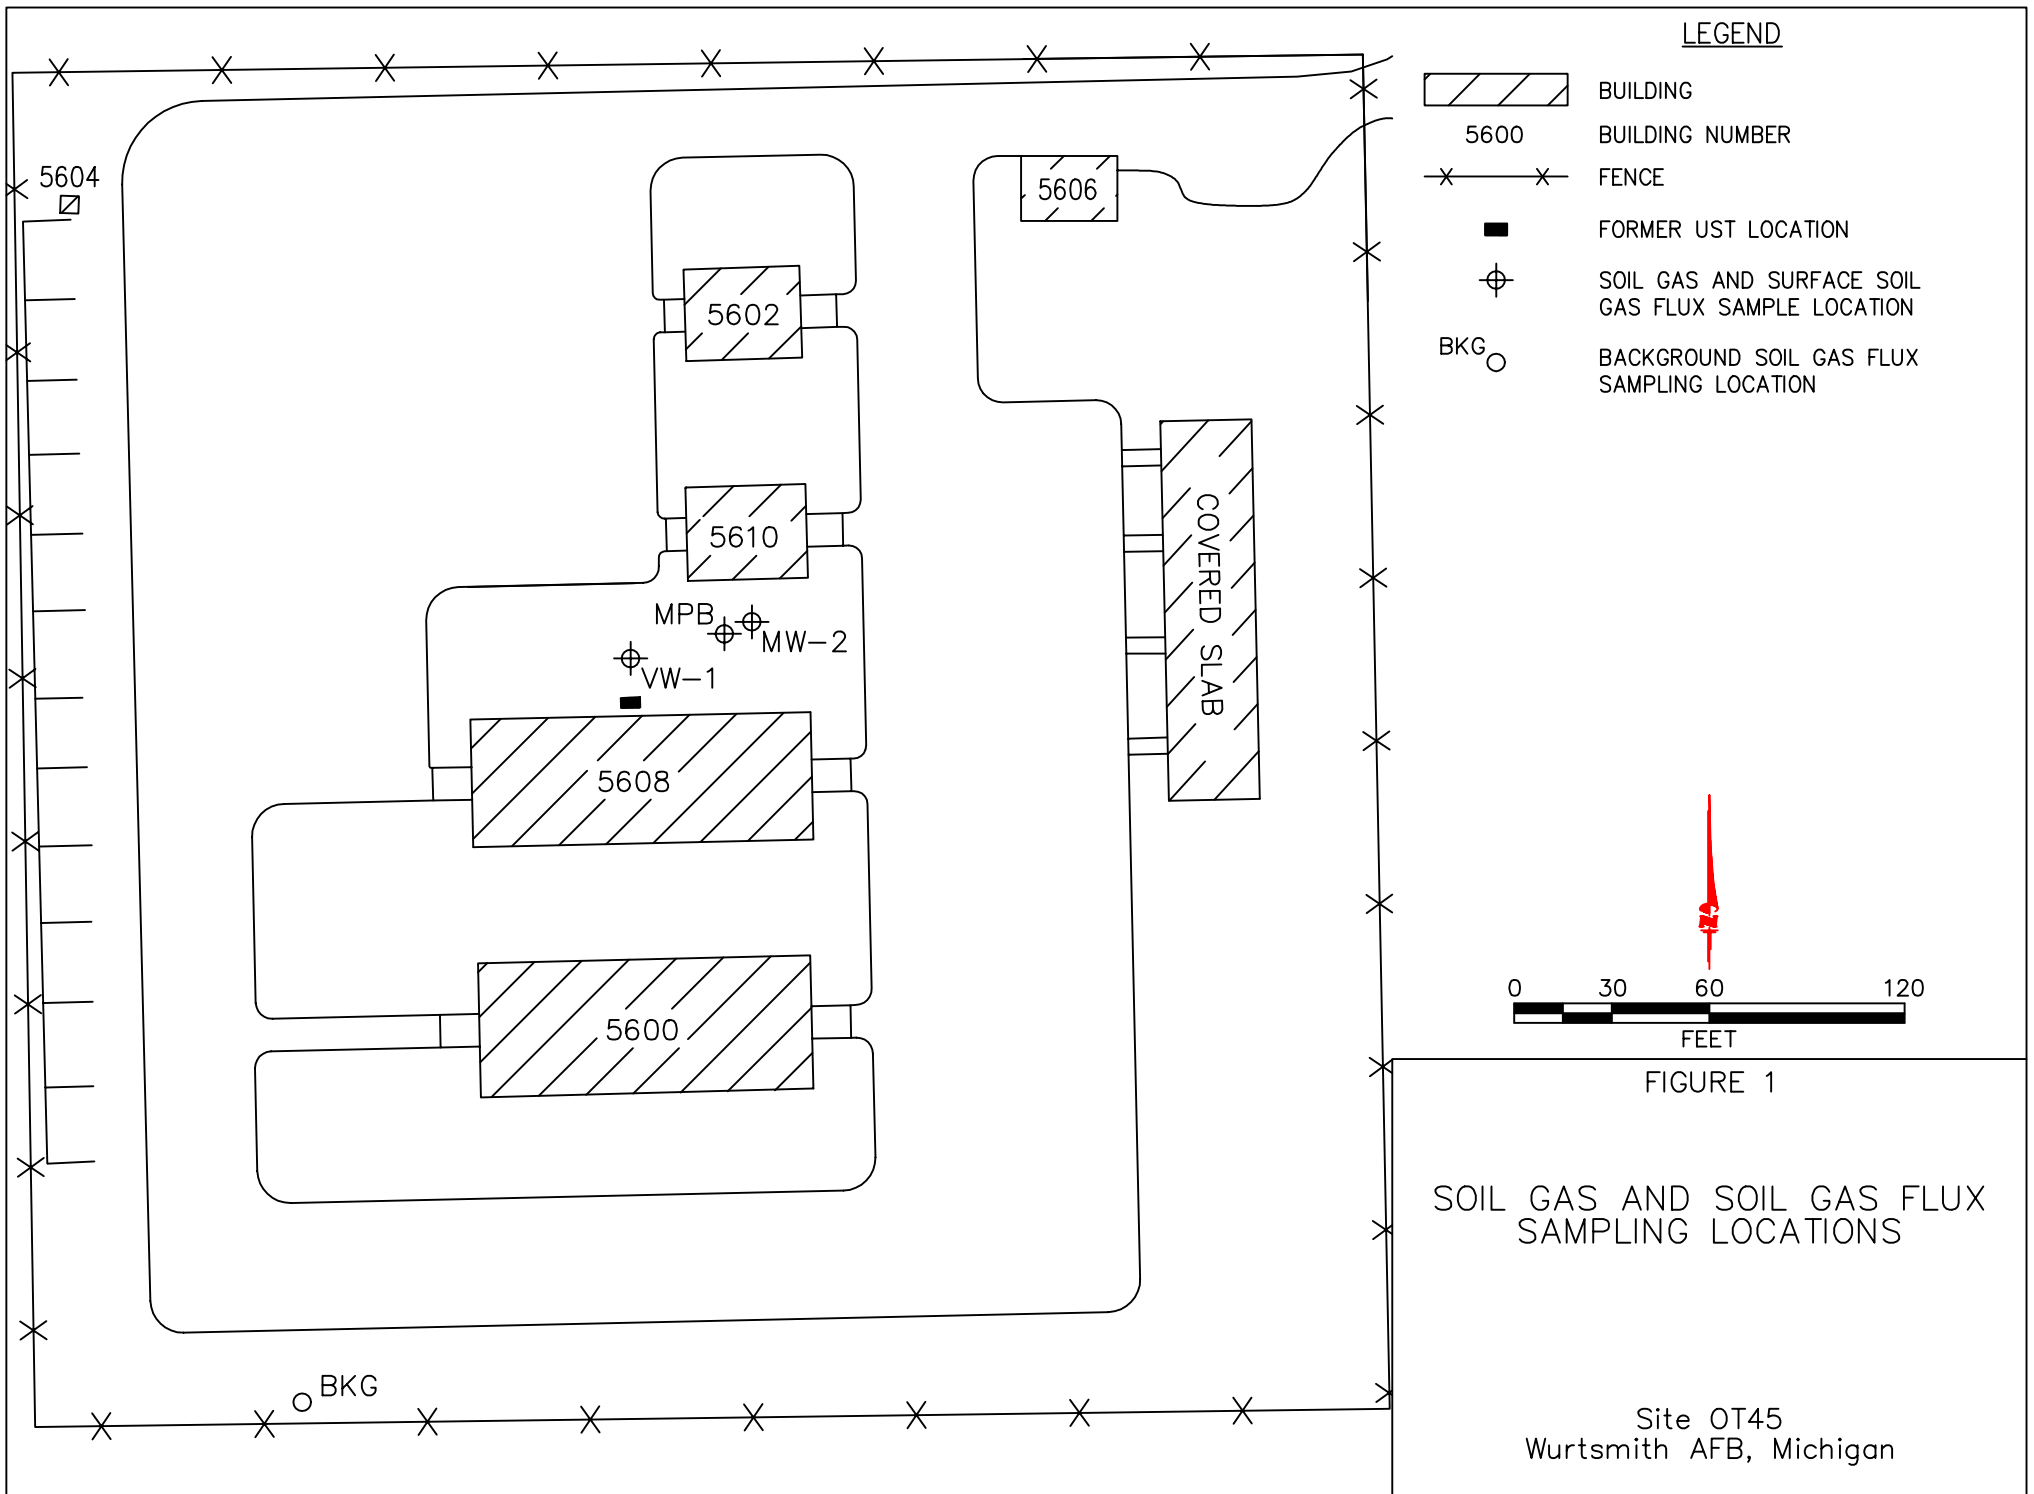 LEGEND
BUILDING
5600
BUILDING NUMBER
FENCE
FORMER UST LOCATION
SOIL GAS AND SURFACE SOIL
GAS FLUX SAMPLE LOCATION
BKG
BACKGROUND SOIL GAS FLUX
SAMPLING LOCATION
5604
5606
5602
5610
COVERED SLAB
MPB
MW-2
VW-1
5608
5600
BKG
N
0 30 60 120
FEET
FIGURE 1
SOIL GAS AND SOIL GAS FLUX
SAMPLING LOCATIONS
Site OT45
Wurtsmith AFB, Michigan